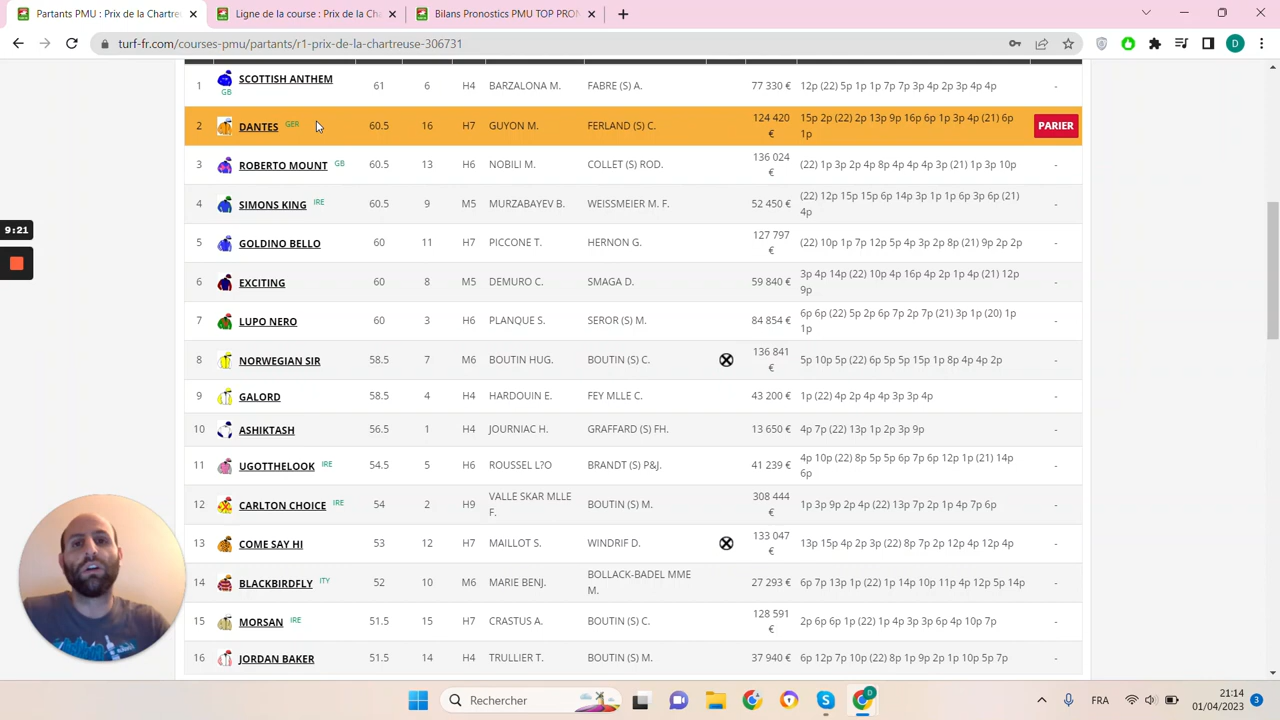 Partants PMU : Prix de la Chartre
Ligne de la course : Prix de la Ch
Bilans Pronostics PMU TOP PRO
turf-fr.com/courses-pmu/partants/r1-prix-de-la-chartreuse-306731
D
1 SCOTTISH ANTHEM GB 61 6 H4 BARZALONA M. FABRE (S) A. 77 330 € 12p (22) 5p 1p 1p 7p 7p 3p 4p 2p 3p 4p 4p -
2 DANTES GER 60.5 16 H7 GUYON M. FERLAND (S) C. 124 420 € 15p 2p (22) 2p 13p 9p 16p 6p 1p 3p 4p (21) 6p 1p PARIER
3 ROBERTO MOUNT GB 60.5 13 H6 NOBILI M. COLLET (S) ROD. 136 024 € (22) 1p 3p 2p 4p 8p 4p 4p 4p 3p (21) 1p 3p 10p -
4 SIMONS KING IRE 60.5 9 M5 MURZABAYEV B. WEISSMEIER M. F. 52 450 € (22) 12p 15p 15p 6p 14p 3p 1p 1p 6p 3p 6p (21) 4p -
5 GOLDINO BELLO 60 11 H7 PICCONE T. HERNON G. 127 797 € (22) 10p 1p 7p 12p 5p 4p 3p 2p 8p (21) 9p 2p 2p -
6 EXCITING 60 8 M5 DEMURO C. SMAGA D. 59 840 € 3p 4p 14p (22) 10p 4p 16p 4p 2p 1p 4p (21) 12p 9p -
7 LUPO NERO 60 3 H6 PLANQUE S. SEROR (S) M. 84 854 € 6p 6p (22) 5p 2p 6p 7p 2p 7p (21) 3p 1p (20) 1p 1p -
8 NORWEGIAN SIR 58.5 7 M6 BOUTIN HUG. BOUTIN (S) C. 136 841 € 5p 10p 5p (22) 6p 5p 5p 15p 1p 8p 4p 4p 2p -
9 GALORD 58.5 4 H4 HARDOUIN E. FEY MLLE C. 43 200 € 1p (22) 4p 2p 4p 4p 3p 3p 4p -
10 ASHIKTASH 56.5 1 H4 JOURNIAC H. GRAFFARD (S) FH. 13 650 € 4p 7p (22) 13p 1p 2p 3p 9p -
11 UGOTTHELOOK IRE 54.5 5 H6 ROUSSEL L?O BRANDT (S) P&J. 41 239 € 4p 10p (22) 8p 5p 5p 6p 7p 6p 12p 1p (21) 14p 6p -
12 CARLTON CHOICE IRE 54 2 H9 VALLE SKAR MLLE F. BOUTIN (S) M. 308 444 € 1p 3p 9p 2p 4p (22) 13p 7p 2p 1p 4p 7p 6p -
13 COME SAY HI 53 12 H7 MAILLOT S. WINDRIF D. 133 047 € 13p 15p 4p 2p 3p (22) 8p 7p 2p 12p 4p 12p 4p -
14 BLACKBIRDFLY ITY 52 10 M6 MARIE BENJ. BOLLACK-BADEL MME M. 27 293 € 6p 7p 13p 1p (22) 1p 14p 10p 11p 4p 12p 5p 14p -
15 MORSAN IRE 51.5 15 H7 CRASTUS A. BOUTIN (S) C. 128 591 € 2p 6p 6p 1p (22) 1p 4p 3p 3p 6p 4p 10p 7p -
16 JORDAN BAKER 51.5 14 H4 TRULLIER T. BOUTIN (S) M. 37 940 € 6p 12p 7p 10p (22) 8p 1p 9p 2p 1p 10p 5p 7p -
9:21
Rechercher
D
FRA
21:14
01/04/2023
3